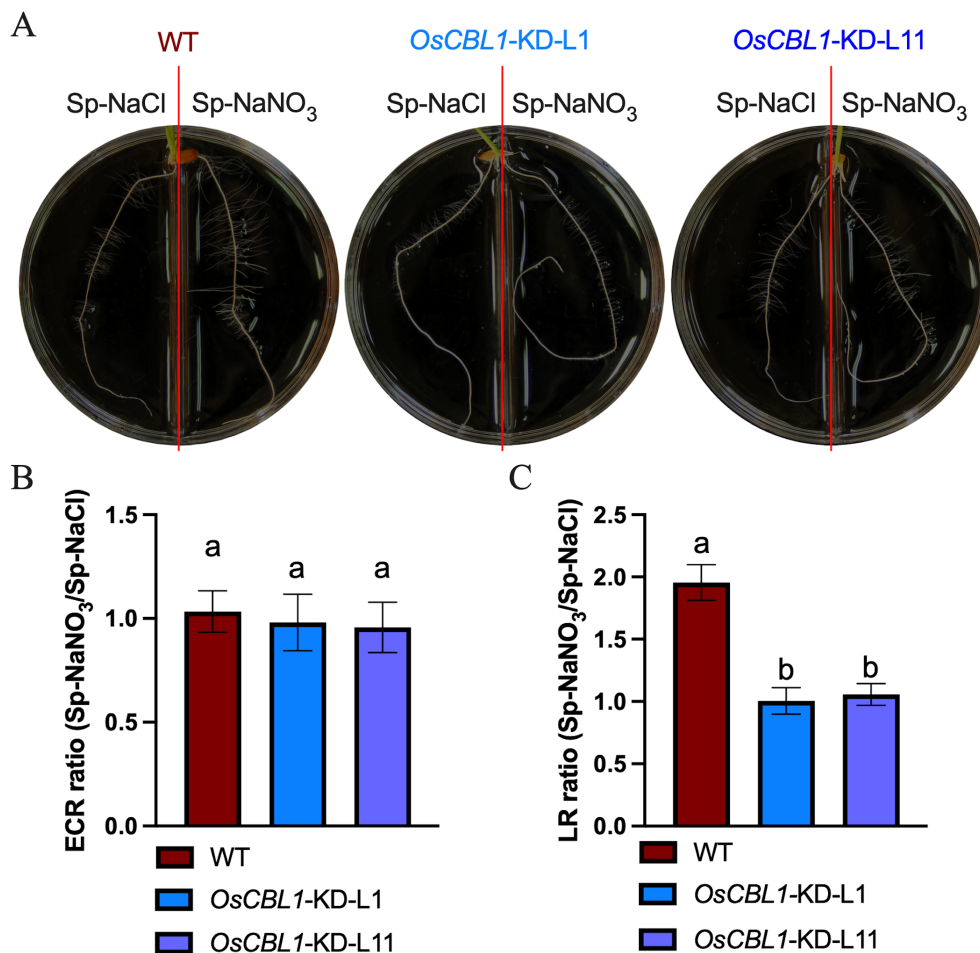 A
WT
OsCBL1-KD-L1
OsCBL1-KD-L11
Sp-NaCl
Sp-NaNO₃
Sp-NaCl
Sp-NaNO₃
Sp-NaCl
Sp-NaNO₃
B
ECR ratio (Sp-NaNO₃/Sp-NaCl)
1.5
1.0
0.5
0.0
a
a
a
WT
OsCBL1-KD-L1
OsCBL1-KD-L11
C
LR ratio (Sp-NaNO₃/Sp-NaCl)
2.5
2.0
1.5
1.0
0.5
0.0
a
b
b
WT
OsCBL1-KD-L1
OsCBL1-KD-L11